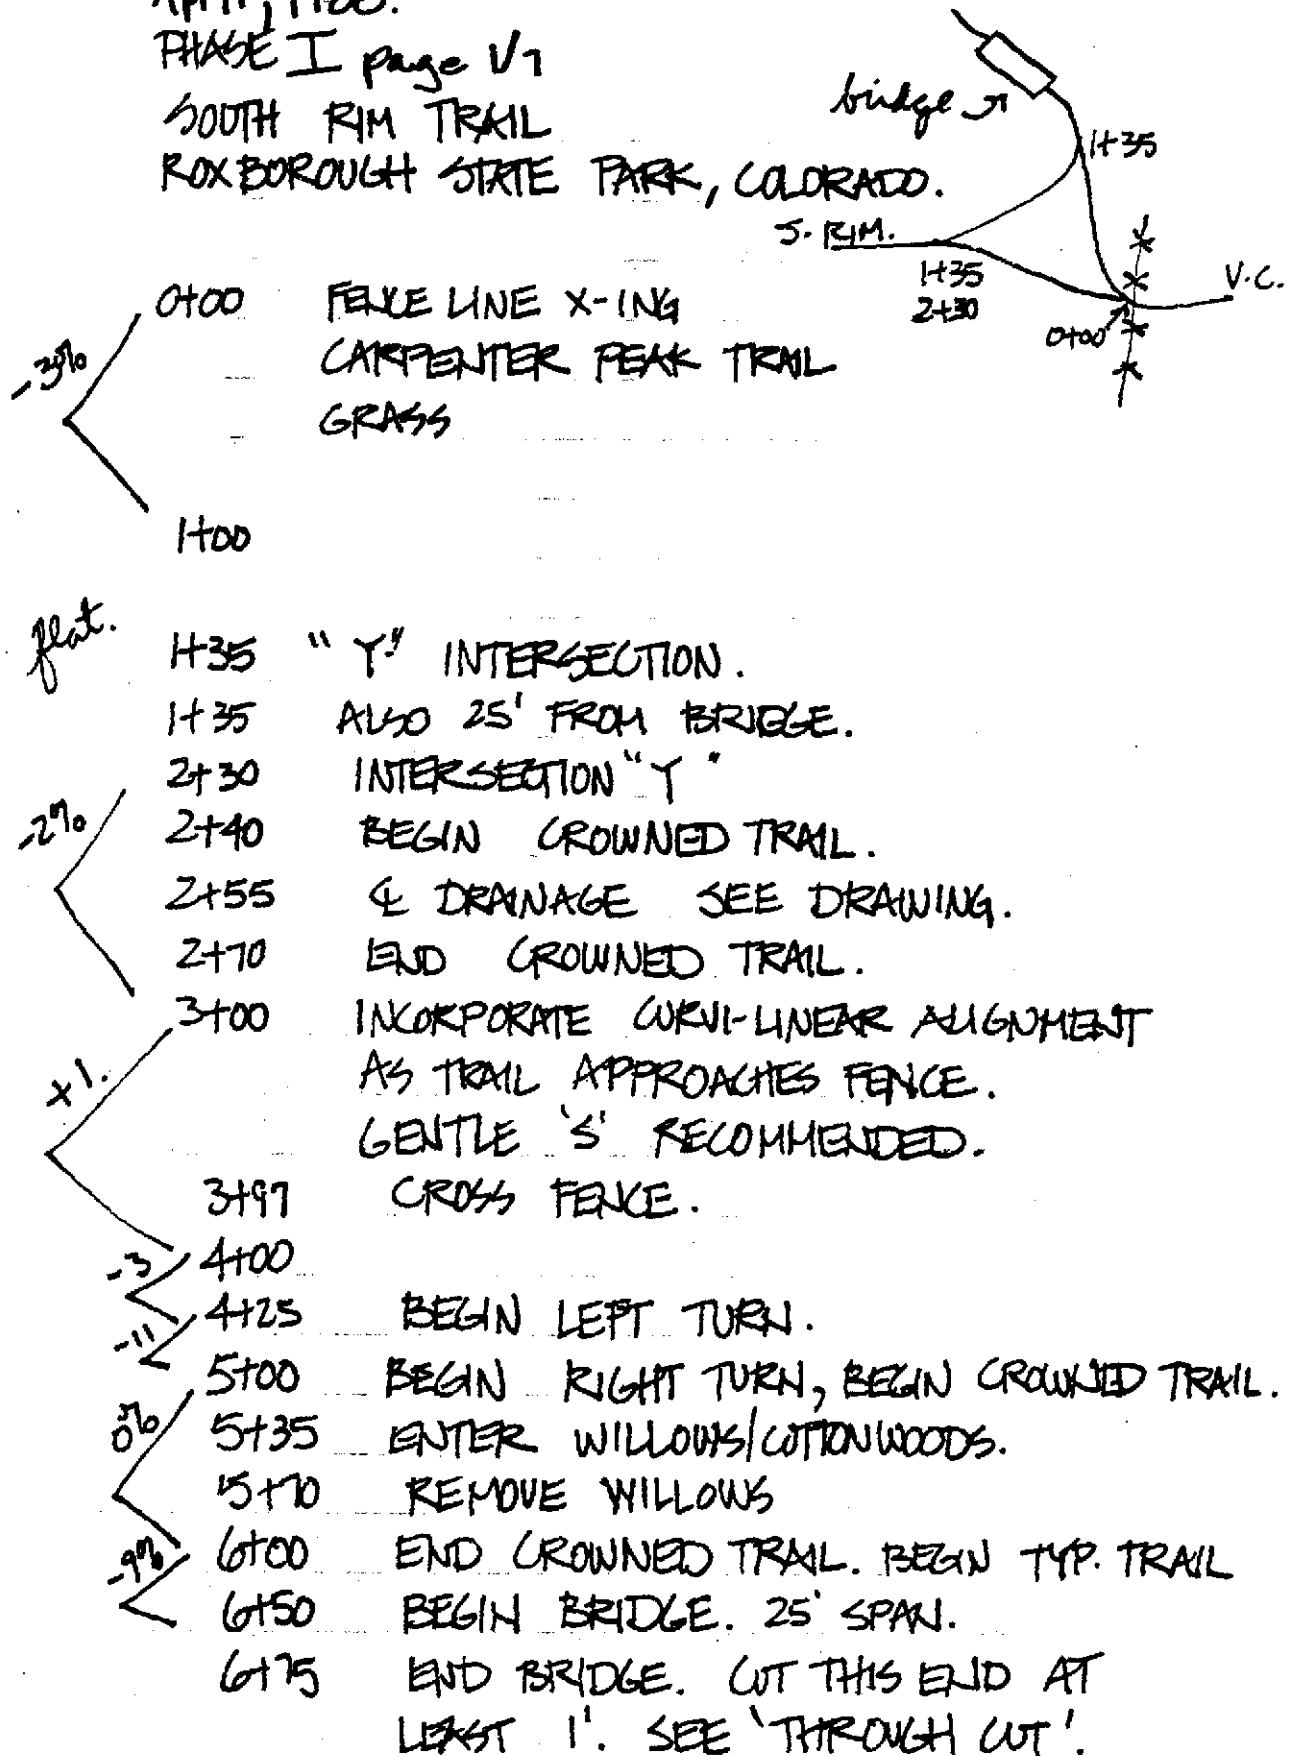 PHASE I page 1/7
SOUTH RIM TRAIL
ROXBOROUGH STATE PARK, COLORADO.
bridge
1+35
S. RIM.
1+35
2+30
V.C.
0+00
-3%
0+00 FENCE LINE X-ING
CARPENTER PEAK TRAIL
GRASS
1+00
flat.
1+35 "Y" INTERSECTION.
1+35 ALSO 25' FROM BRIDGE.
2+30 INTERSECTION "Y"
-2%
2+40 BEGIN CROWNED TRAIL.
2+55 ℄ DRAINAGE SEE DRAWING.
2+70 END CROWNED TRAIL.
3+00 INCORPORATE CURVI-LINEAR ALIGNMENT
+1.
AS TRAIL APPROACHES FENCE.
GENTLE 'S' RECOMMENDED.
3+97 CROSS FENCE.
-3
4+00
4+25 BEGIN LEFT TURN.
-11
5+00 BEGIN RIGHT TURN, BEGIN CROWNED TRAIL.
0%
5+35 ENTER WILLOWS/COTTONWOODS.
5+70 REMOVE WILLOWS
-9%
6+00 END CROWNED TRAIL. BEGIN TYP. TRAIL
6+50 BEGIN BRIDGE. 25' SPAN.
6+75 END BRIDGE. CUT THIS END AT
LEAST 1'. SEE 'THROUGH CUT'.